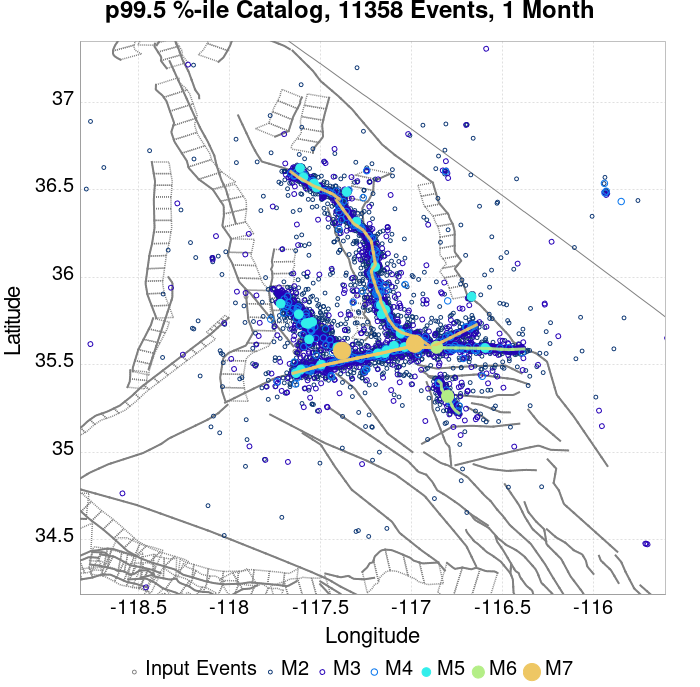 p99.5 %-ile Catalog, 11358 Events, 1 Month
37
36.5
36
35.5
35
34.5
Latitude
-118.5 -118 -117.5 -117 -116.5 -116
Longitude
Input Events M2 M3 M4 M5 M6 M7